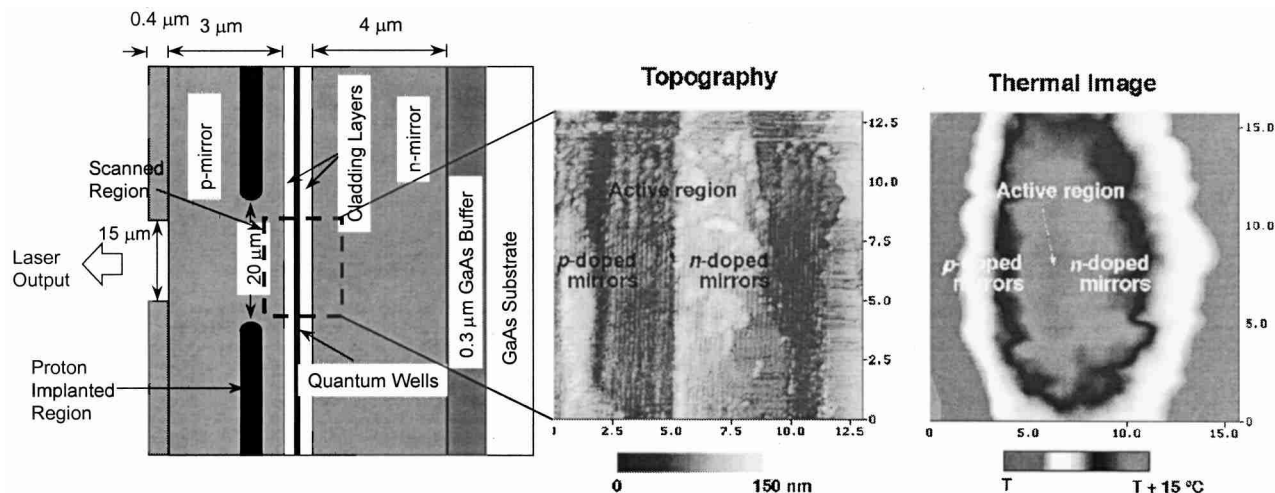 0.4 μm
3 μm
4 μm
p-mirror
Cladding Layers
n-mirror
0.3 μm GaAs Buffer
GaAs Substrate
Scanned
Region
15 μm
20 μm
Laser
Output
Proton
Implanted
Region
Quantum Wells
Topography
12.5
10.0
7.5
5.0
2.5
0
Active region
p-doped
mirrors
n-doped
mirrors
2.5
5.0
7.5
10.0
12.5
0
150 nm
Thermal Image
15.0
10.0
5.0
0
Active region
p-doped
mirrors
n-doped
mirrors
0
5.0
10.0
15.0
T
T + 15 ºC